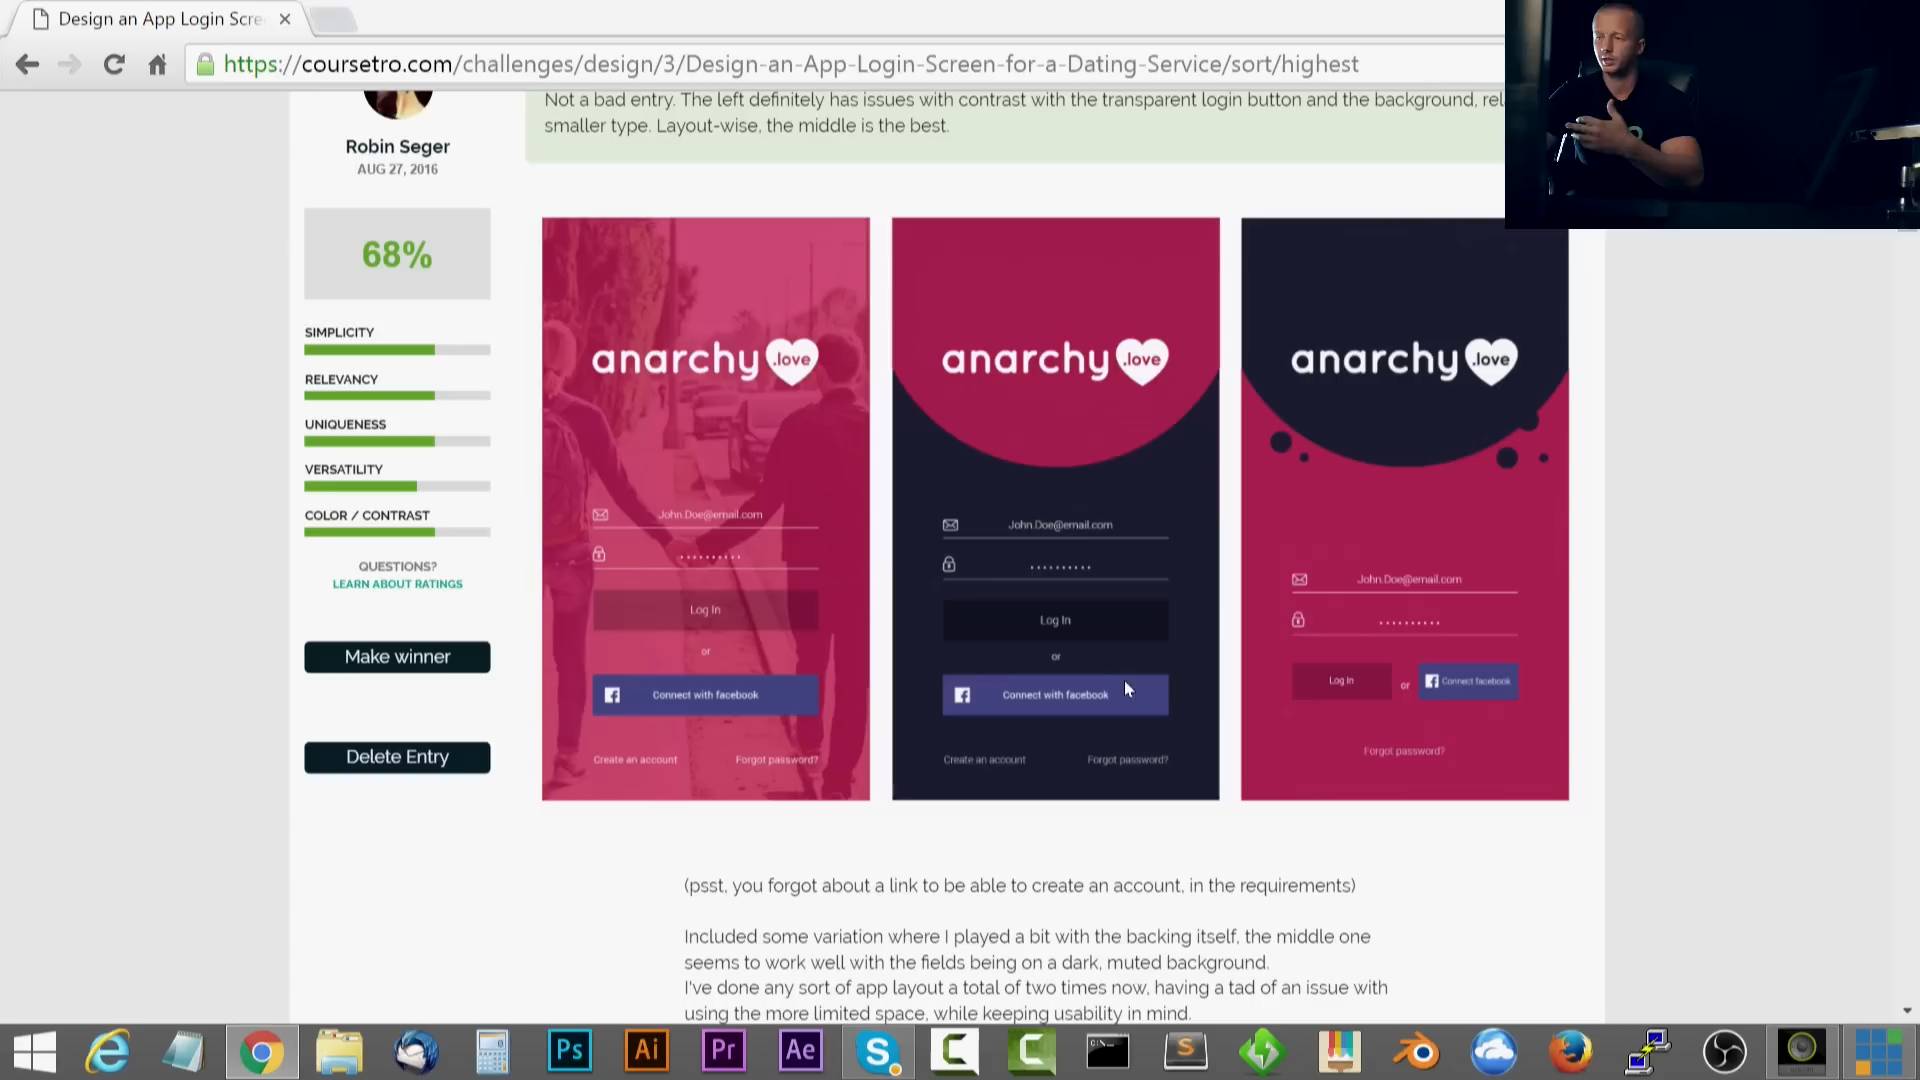 Design an App Login Scre
https://coursetro.com/challenges/design/3/Design-an-App-Login-Screen-for-a-Dating-Service/sort/highest
Not a bad entry. The left definitely has issues with contrast with the transparent login button and the background, rel
smaller type. Layout-wise, the middle is the best.
Robin Seger
AUG 27, 2016
68%
SIMPLICITY
RELEVANCY
UNIQUENESS
VERSATILITY
COLOR / CONTRAST
QUESTIONS?
LEARN ABOUT RATINGS
Make winner
Delete Entry
anarchy .love
John.Doe@email.com
Log In
or
Connect with facebook
Create an account Forgot password?
anarchy .love
John.Doe@email.com
Log In
or
Connect with facebook
Create an account Forgot password?
anarchy .love
John.Doe@email.com
Log In or Connect facebook
Forgot password?
(psst, you forgot about a link to be able to create an account, in the requirements)
Included some variation where I played a bit with the backing itself, the middle one
seems to work well with the fields being on a dark, muted background.
I've done any sort of app layout a total of two times now, having a tad of an issue with
using the more limited space, while keeping usability in mind.
Ps Ai Pr Ae